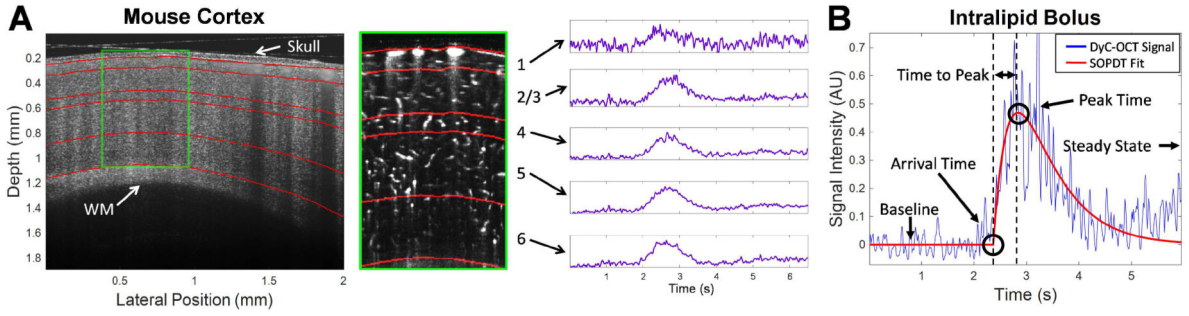 A
Mouse Cortex
Skull
WM
0.2
0.4
0.6
0.8
1
1.2
1.4
1.6
1.8
Depth (mm)
0.5
1
1.5
2
Lateral Position (mm)
1
2/3
4
5
6
1
2
3
4
5
6
Time (s)
B
Intralipid Bolus
DyC-OCT Signal
SOPDT Fit
Time to Peak
Peak Time
Steady State
Arrival Time
Baseline
0.7
0.6
0.5
0.4
0.3
0.2
0.1
0
Signal Intensity (AU)
1
2
3
4
5
Time (s)